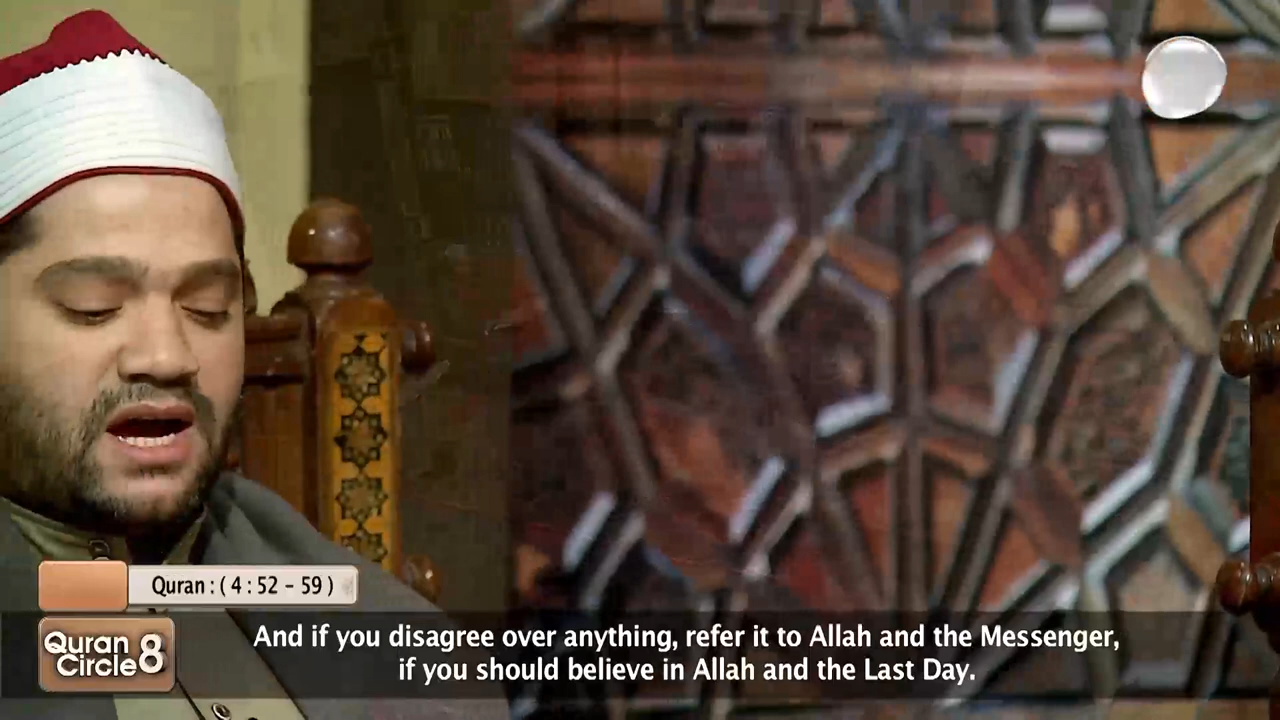 Quran : ( 4 : 52 - 59 )
Quran
Circle 8
And if you disagree over anything, refer it to Allah and the Messenger,
if you should believe in Allah and the Last Day.